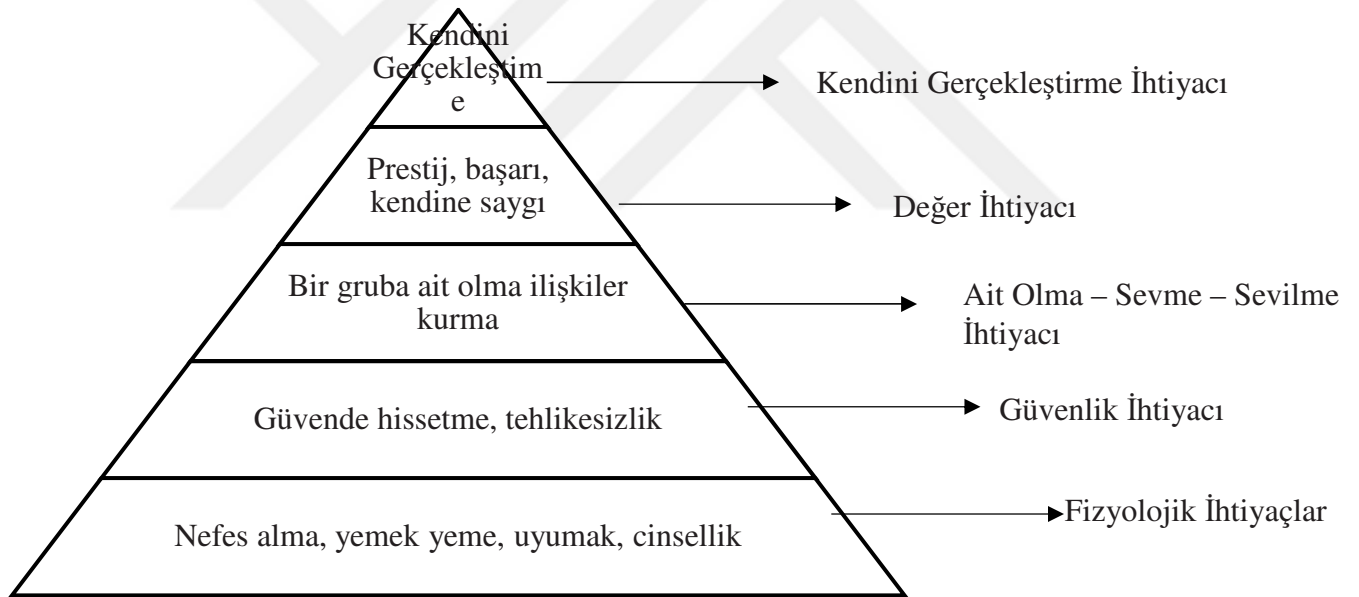 Kendini
Gerçekleştim
e
Kendini Gerçekleştirme İhtiyacı
Prestij, başarı,
kendine saygı
Değer İhtiyacı
Bir gruba ait olma ilişkiler
kurma
Ait Olma – Sevme – Sevilme
İhtiyacı
Güvende hissetme, tehlikesizlik
Güvenlik İhtiyacı
Nefes alma, yemek yeme, uyumak, cinsellik
Fizyolojik İhtiyaçlar